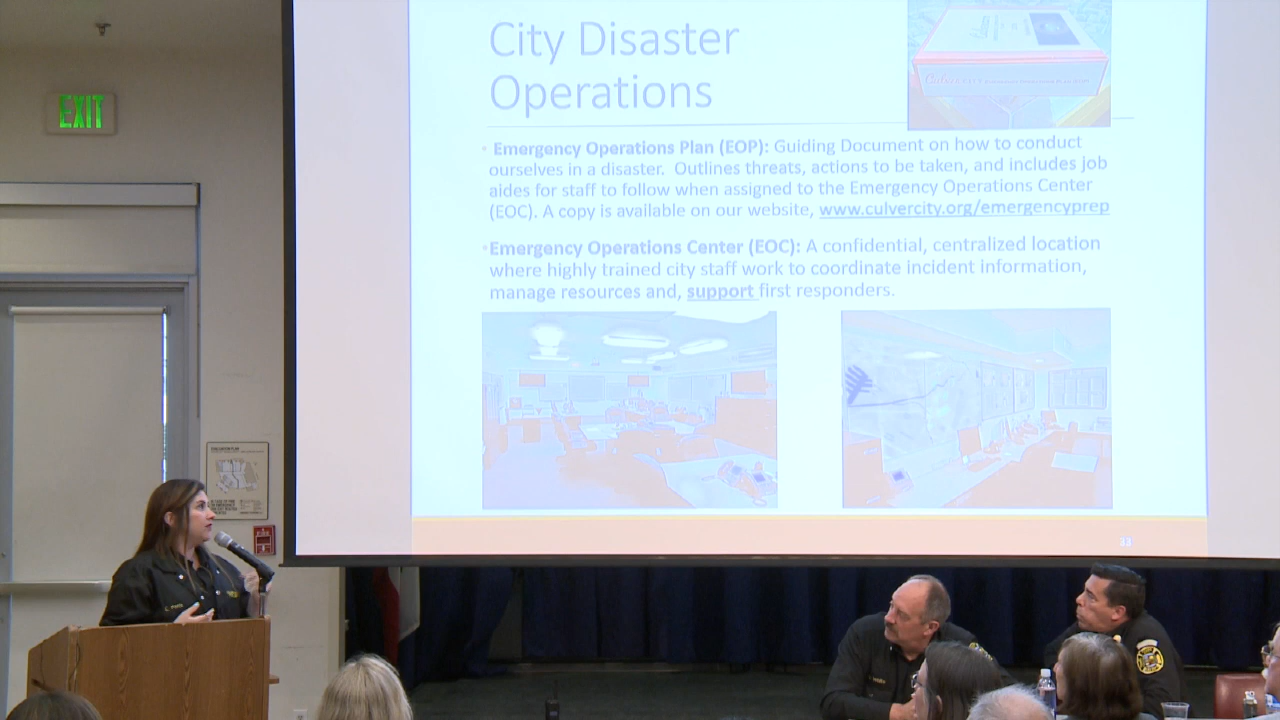 City Disaster
Operations
EXIT
• Emergency Operations Plan (EOP): Guiding Document on how to conduct
ourselves in a disaster. Outlines threats, actions to be taken, and includes job
aides for staff to follow when assigned to the Emergency Operations Center
(EOC). A copy is available on our website, www.culvercity.org/emergencyprep
•Emergency Operations Center (EOC): A confidential, centralized location
where highly trained city staff work to coordinate incident information,
manage resources and, support first responders.
33